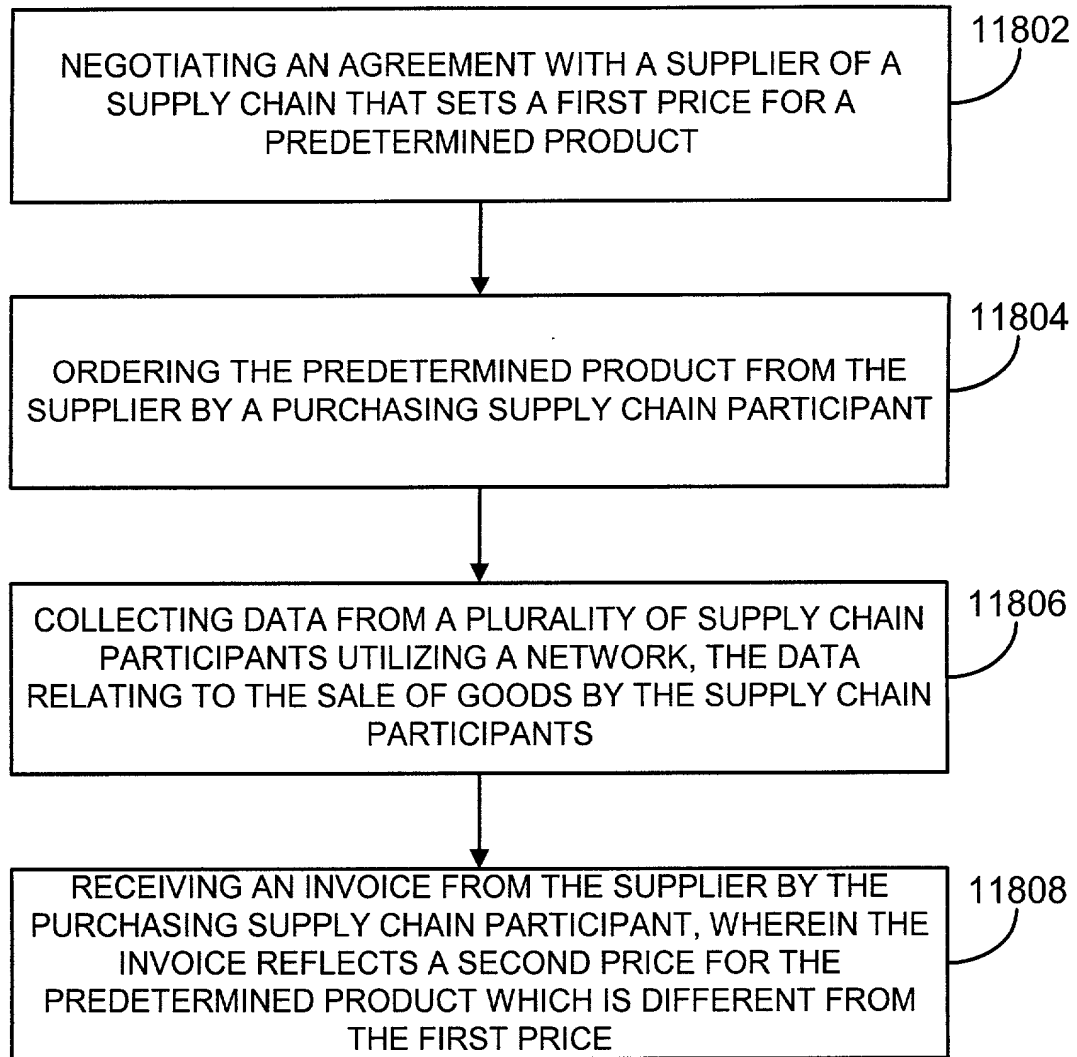 11802
NEGOTIATING AN AGREEMENT WITH A SUPPLIER OF A
SUPPLY CHAIN THAT SETS A FIRST PRICE FOR A
PREDETERMINED PRODUCT
11804
ORDERING THE PREDETERMINED PRODUCT FROM THE
SUPPLIER BY A PURCHASING SUPPLY CHAIN PARTICIPANT
11806
COLLECTING DATA FROM A PLURALITY OF SUPPLY CHAIN
PARTICIPANTS UTILIZING A NETWORK, THE DATA
RELATING TO THE SALE OF GOODS BY THE SUPPLY CHAIN
PARTICIPANTS
11808
RECEIVING AN INVOICE FROM THE SUPPLIER BY THE
PURCHASING SUPPLY CHAIN PARTICIPANT, WHEREIN THE
INVOICE REFLECTS A SECOND PRICE FOR THE
PREDETERMINED PRODUCT WHICH IS DIFFERENT FROM
THE FIRST PRICE